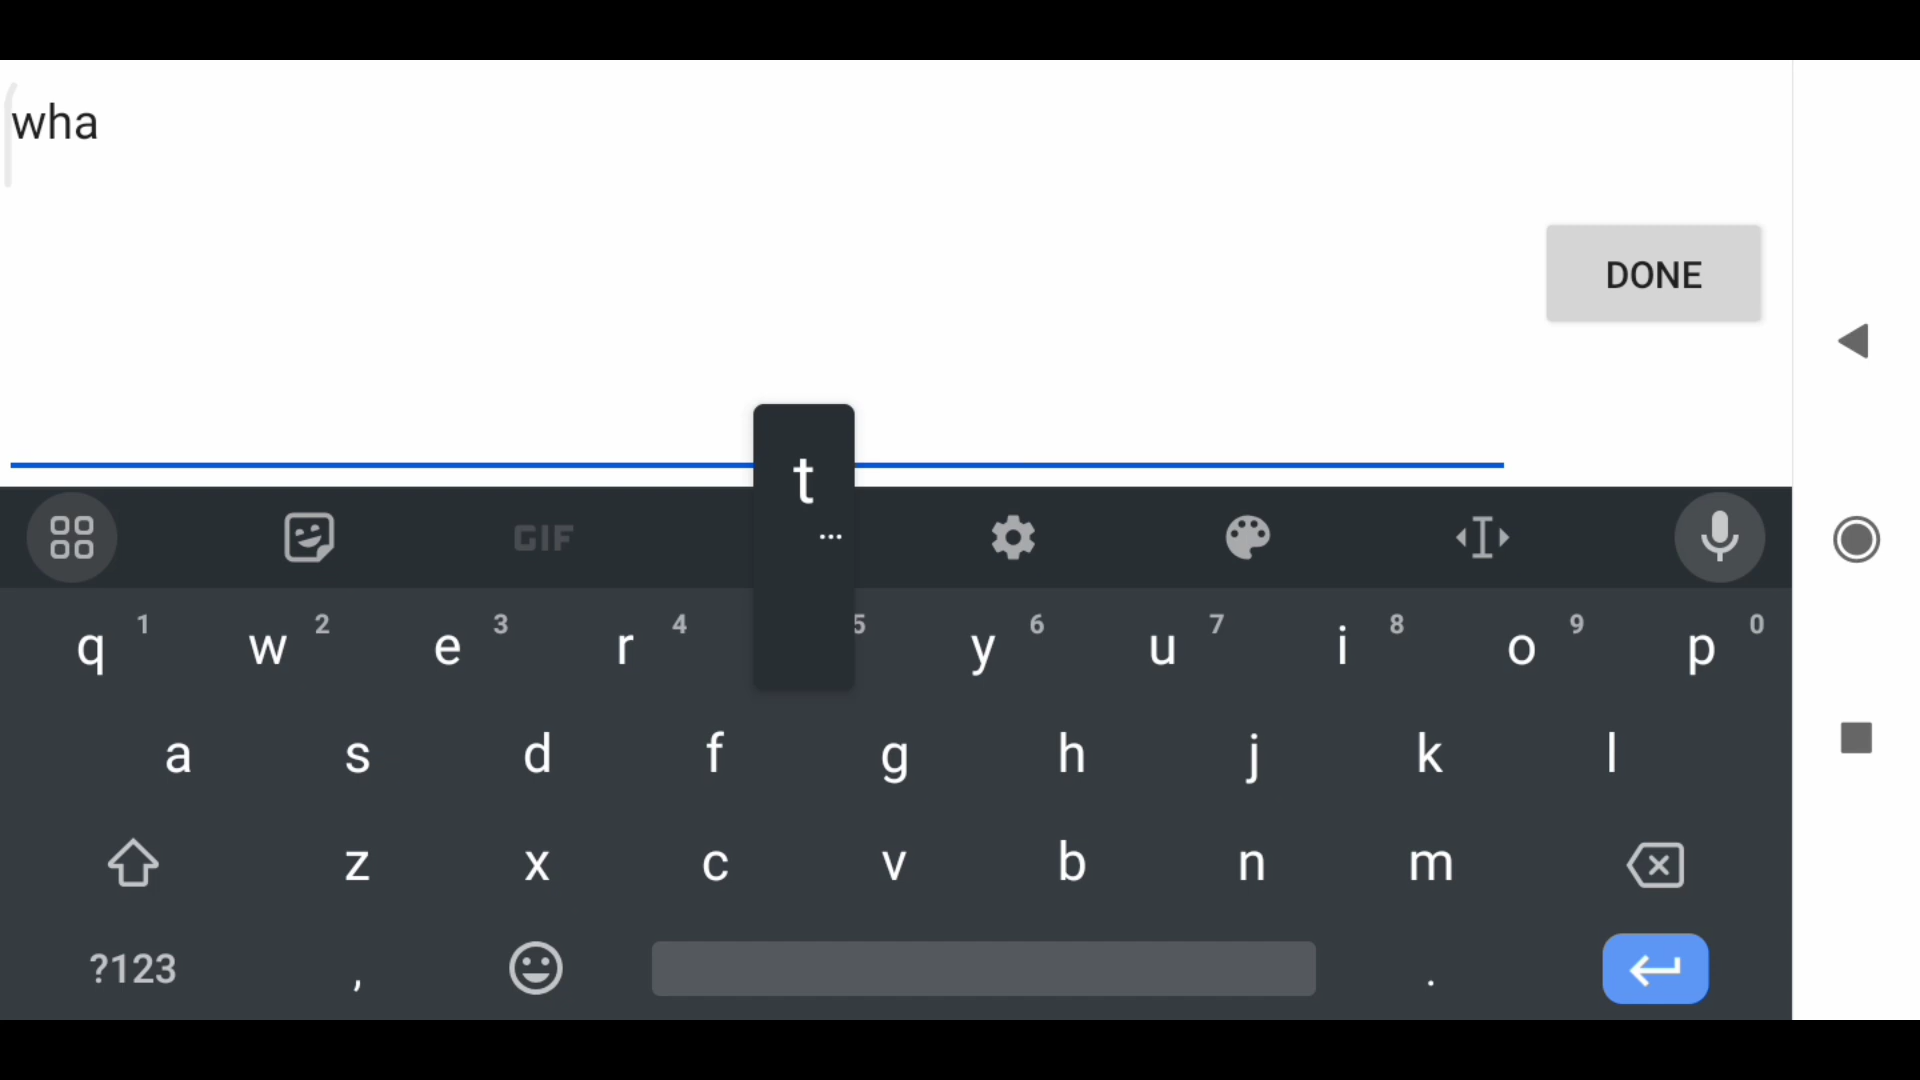 wha
DONE
t
...
GIF
q 1 w 2 e 3 r 4 5 y 6 u 7 i 8 o 9 p 0
a s d f g h j k l
z x c v b n m
?123 , .